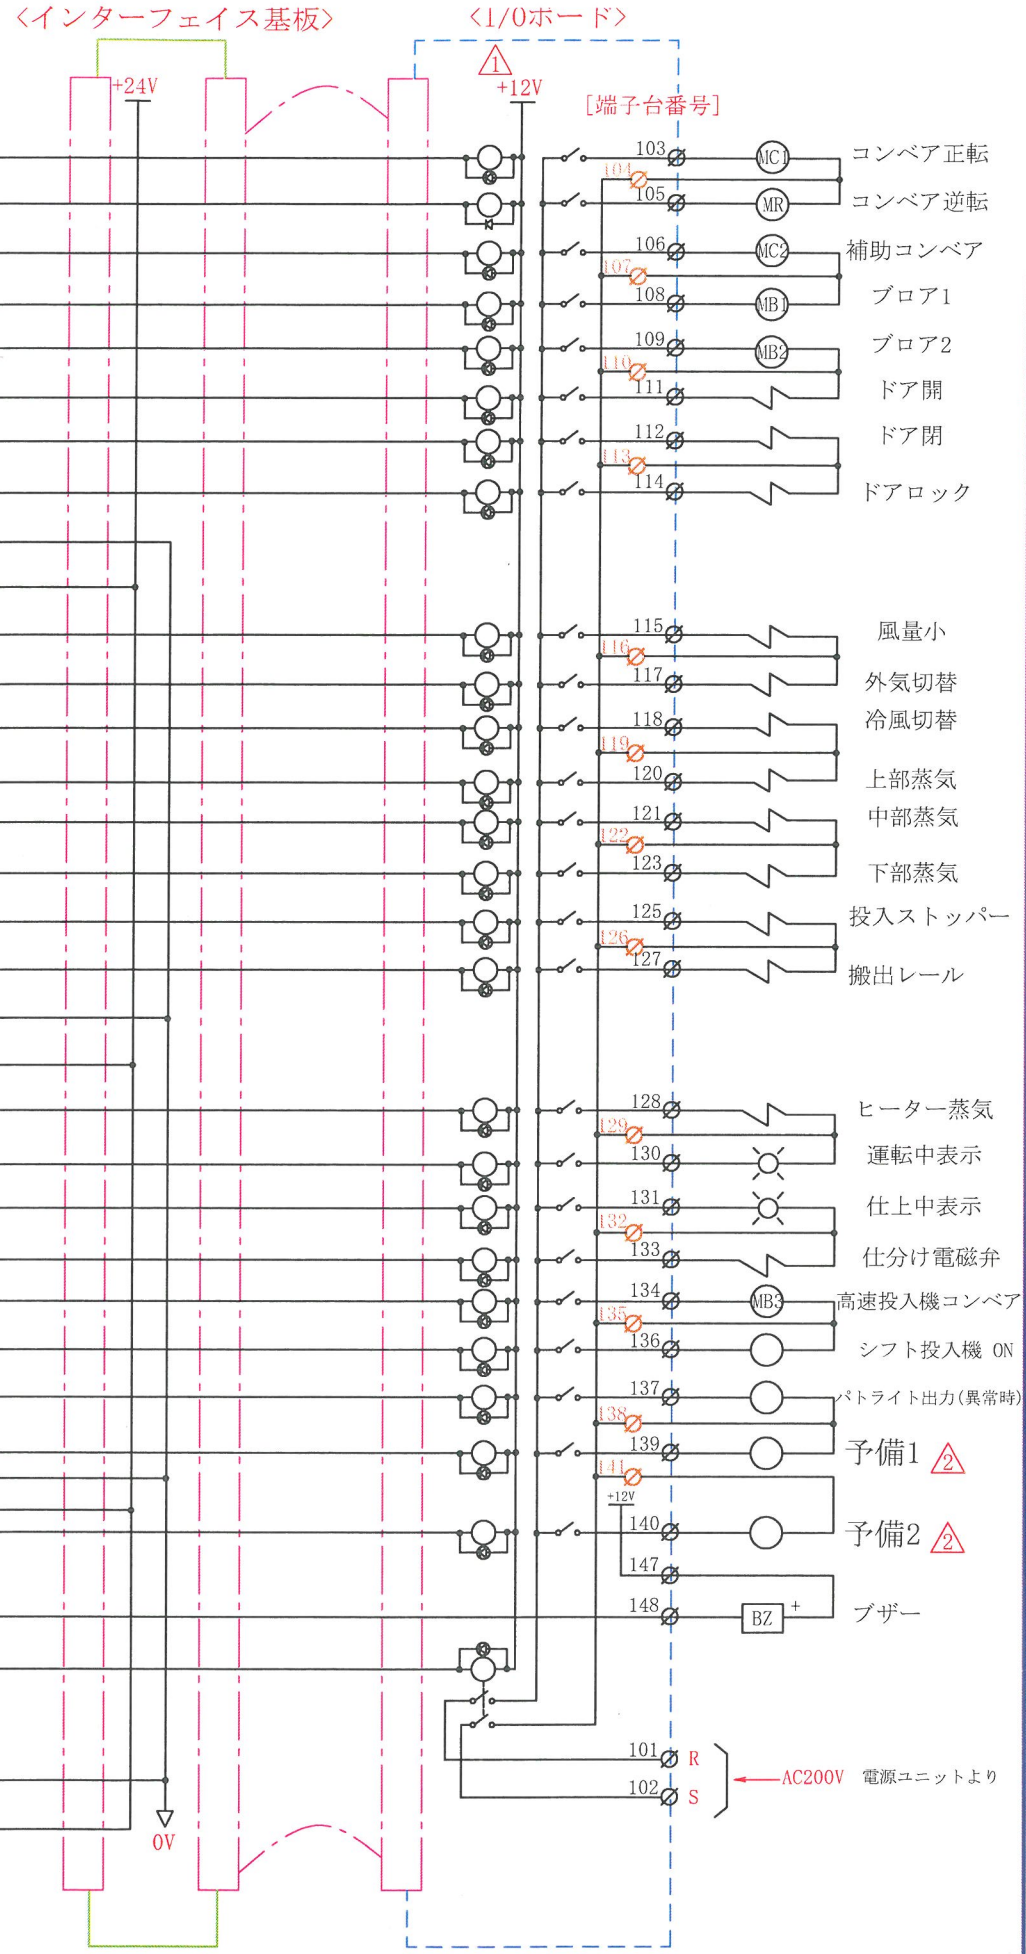 〈インターフェイス基板〉
〈I/Oボード〉
1
+24V
+12V
[端子台番号]
103 MC1 コンベア正転
104
105 MR コンベア逆転
106 MC2 補助コンベア
107
108 MB1 ブロア1
109 MB2 ブロア2
110
111 ドア開
112 ドア閉
113
114 ドアロック
115 風量小
116
117 外気切替
118 冷風切替
119
120 上部蒸気
121 中部蒸気
122
123 下部蒸気
125 投入ストッパー
126
127 搬出レール
128 ヒーター蒸気
129
130 運転中表示
131 仕上中表示
132
133 仕分け電磁弁
134 MB3 高速投入機コンベア
135
136 シフト投入機 ON
137 パトライト出力(異常時)
138
139 予備1 2
141
+12V
140 予備2 2
147
148 BZ + ブザー
101 R
AC200V 電源ユニットより
102 S
0V